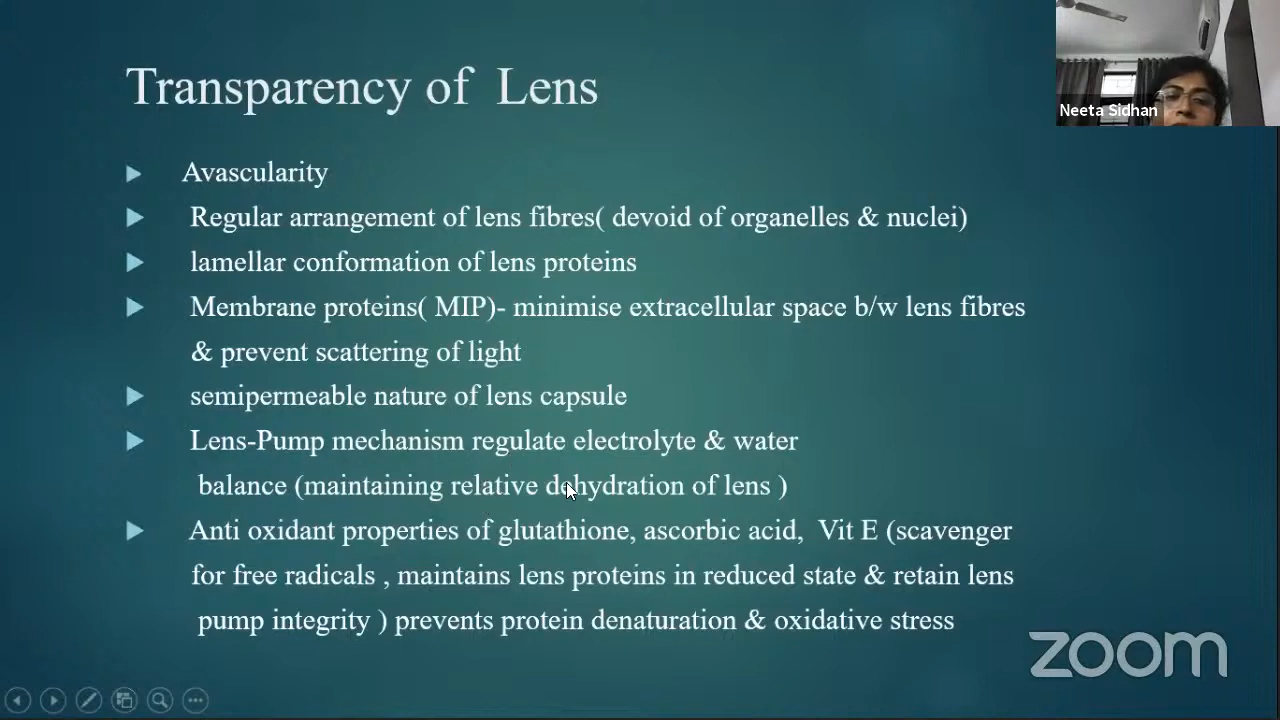 Transparency of Lens
Neeta Sidhan
Avascularity
Regular arrangement of lens fibres( devoid of organelles & nuclei)
lamellar conformation of lens proteins
Membrane proteins( MIP)- minimise extracellular space b/w lens fibres
& prevent scattering of light
semipermeable nature of lens capsule
Lens-Pump mechanism regulate electrolyte & water
balance (maintaining relative dehydration of lens )
Anti oxidant properties of glutathione, ascorbic acid, Vit E (scavenger
for free radicals , maintains lens proteins in reduced state & retain lens
pump integrity ) prevents protein denaturation & oxidative stress
zoom